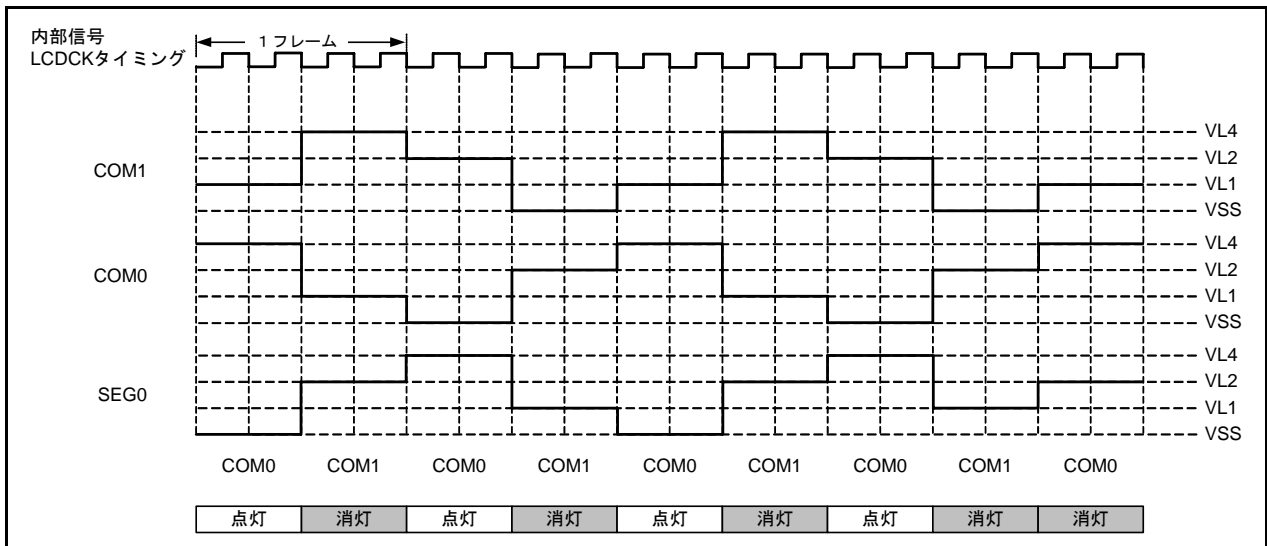 内部信号
LCDCKタイミング
1フレーム
COM1
VL4
VL2
VL1
VSS
COM0
VL4
VL2
VL1
VSS
SEG0
VL4
VL2
VL1
VSS
COM0 COM1 COM0 COM1 COM0 COM1 COM0 COM1 COM0
点灯 消灯 点灯 消灯 点灯 消灯 点灯 消灯 消灯